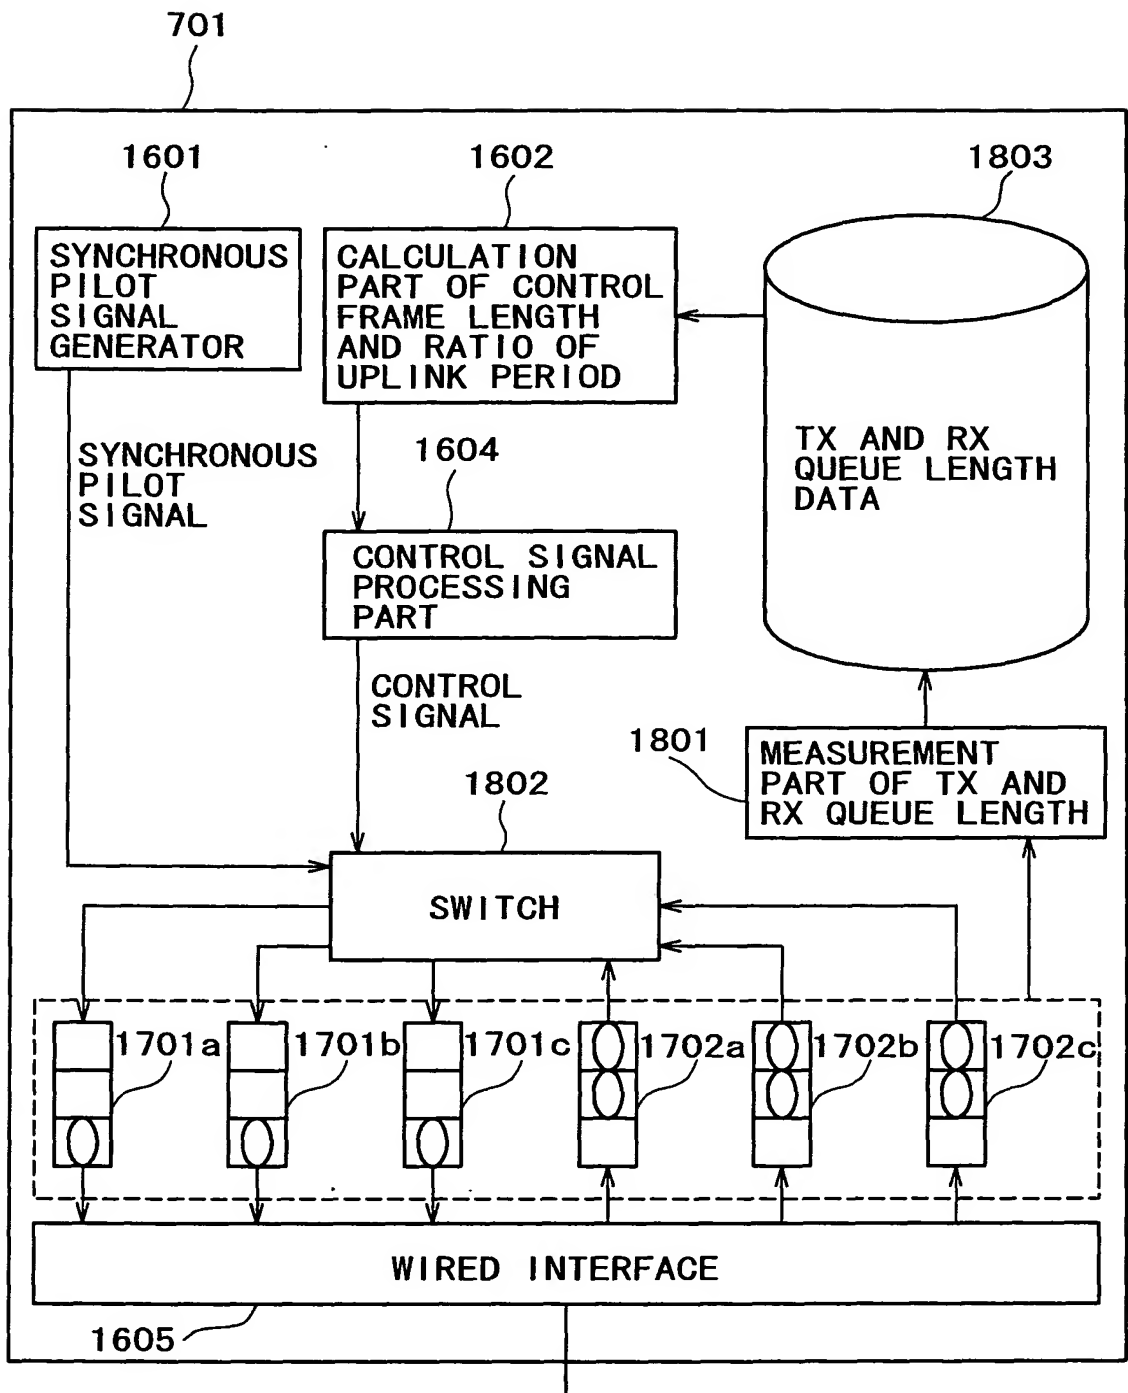 701
1601
1602
1803
SYNCHRONOUS
PILOT
SIGNAL
GENERATOR
CALCULATION
PART OF CONTROL
FRAME LENGTH
AND RATIO OF
UPLINK PERIOD
TX AND RX
QUEUE LENGTH
DATA
SYNCHRONOUS
PILOT
SIGNAL
1604
CONTROL SIGNAL
PROCESSING
PART
CONTROL
SIGNAL
1801
MEASUREMENT
PART OF TX AND
RX QUEUE LENGTH
1802
SWITCH
1701a
1701b
1701c
1702a
1702b
1702c
WIRED INTERFACE
1605